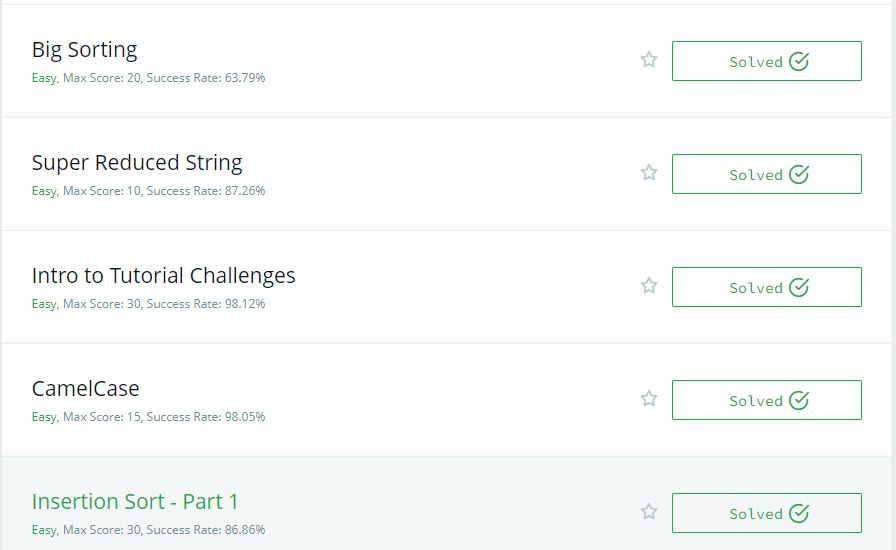 Big Sorting
Easy, Max Score: 20, Success Rate: 63.79%
Solved
Super Reduced String
Easy, Max Score: 10, Success Rate: 87.26%
Solved
Intro to Tutorial Challenges
Easy, Max Score: 30, Success Rate: 98.12%
Solved
CamelCase
Easy, Max Score: 15, Success Rate: 98.05%
Solved
Insertion Sort - Part 1
Easy, Max Score: 30, Success Rate: 86.86%
Solved